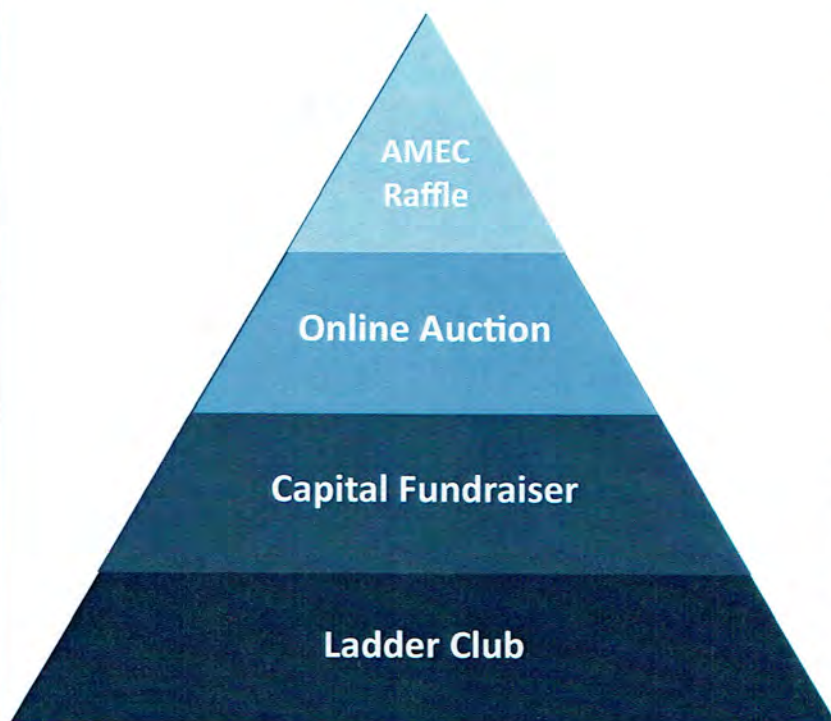 AMEC
Raffle
Online Auction
Capital Fundraiser
Ladder Club